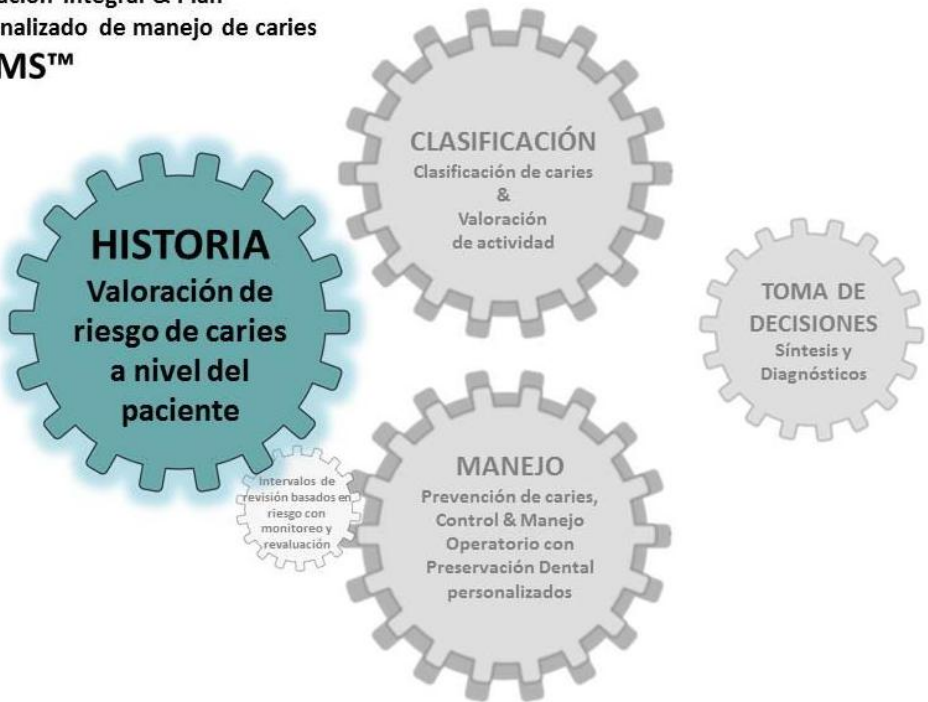 nalizado de manejo de caries
MS™
CLASIFICACIÓN
Clasificación de caries
&
Valoración
de actividad
HISTORIA
Valoración de
riesgo de caries
a nivel del
paciente
TOMA DE
DECISIONES
Síntesis y
Diagnósticos
Intervalos de
revisión basados en
riesgo con
monitoreo y
revaluación
MANEJO
Prevención de caries,
Control & Manejo
Operatorio con
Preservación Dental
personalizados